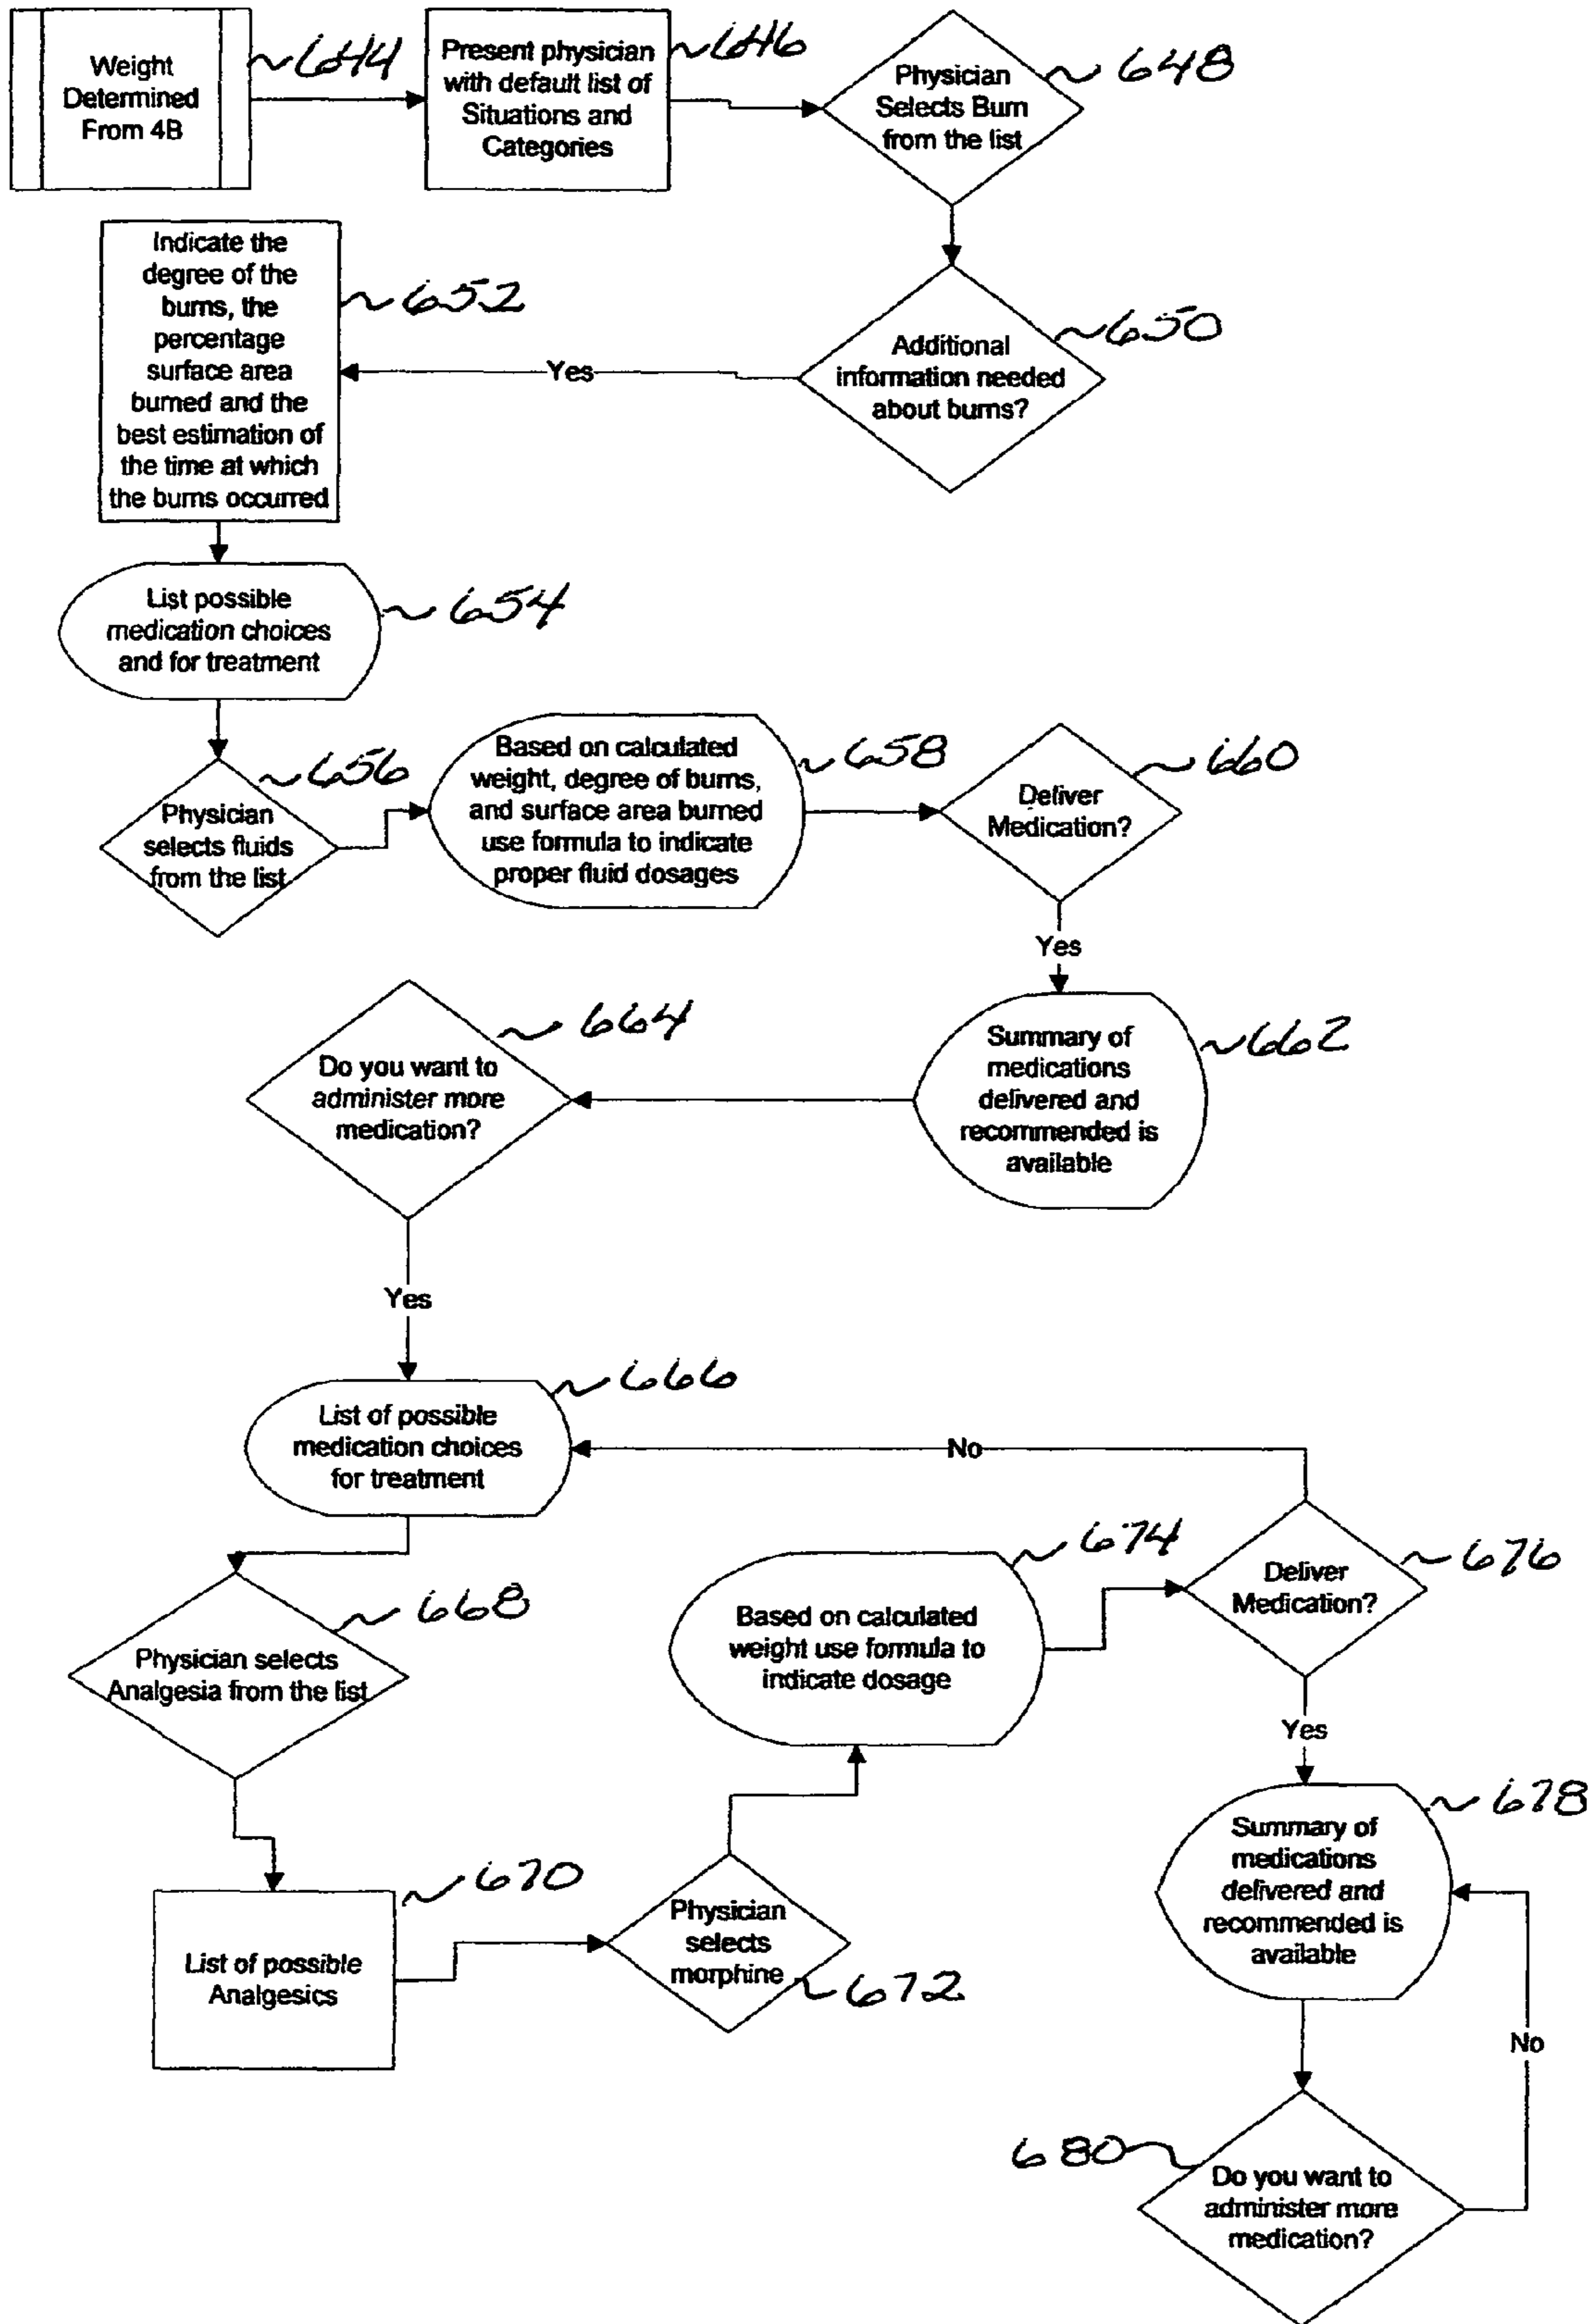 Weight
Determined
From 4B
~644
Present physician
with default list of
Situations and
Categories
~646
Physician
Selects Burn
from the list
~648
Indicate the
degree of the
burns, the
percentage
surface area
burned and the
best estimation of
the time at which
the burns occurred
~652
Yes
Additional
information needed
about burns?
~650
List possible
medication choices
and for treatment
~654
Physician
selects fluids
from the list
~656
Based on calculated
weight, degree of burns,
and surface area burned
use formula to indicate
proper fluid dosages
~658
Deliver
Medication?
~660
Yes
Summary of
medications
delivered and
recommended is
available
~662
Do you want to
administer more
medication?
~664
Yes
List of possible
medication choices
for treatment
~666
No
Physician selects
Analgesia from the list
~668
List of possible
Analgesics
~670
Physician
selects
morphine
~672
Based on calculated
weight use formula to
indicate dosage
~674
Deliver
Medication?
~676
Yes
Summary of
medications
delivered and
recommended is
available
~678
No
680~
Do you want to
administer more
medication?